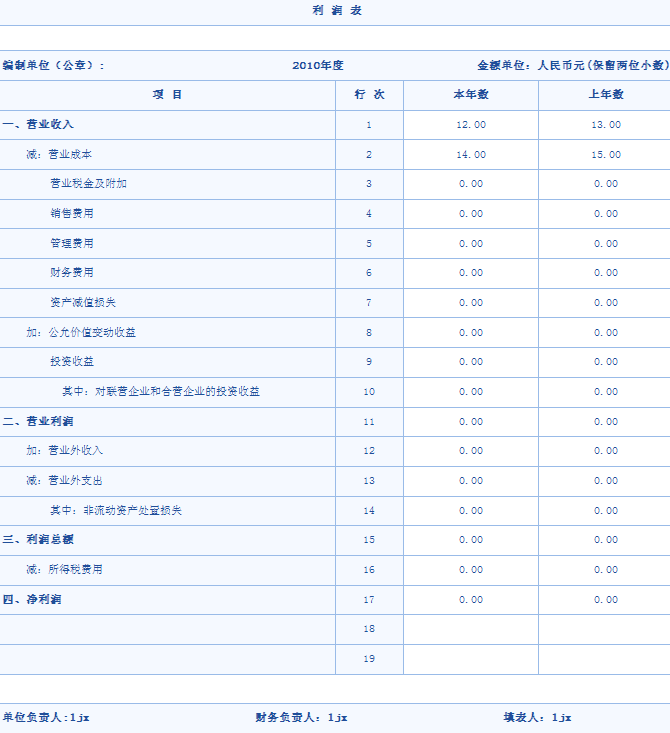 利 润 表
编制单位（公章）: 2010年度 金额单位: 人民币元(保留两位小数)
项 目 行 次 本年数 上年数
一、营业收入 1 12.00 13.00
减: 营业成本 2 14.00 15.00
营业税金及附加 3 0.00 0.00
销售费用 4 0.00 0.00
管理费用 5 0.00 0.00
财务费用 6 0.00 0.00
资产减值损失 7 0.00 0.00
加: 公允价值变动收益 8 0.00 0.00
投资收益 9 0.00 0.00
其中: 对联营企业和合营企业的投资收益 10 0.00 0.00
二、营业利润 11 0.00 0.00
加: 营业外收入 12 0.00 0.00
减: 营业外支出 13 0.00 0.00
其中: 非流动资产处置损失 14 0.00 0.00
三、利润总额 15 0.00 0.00
减: 所得税费用 16 0.00 0.00
四、净利润 17 0.00 0.00
18
19
单位负责人:ljx 财务负责人: ljx 填表人: ljx